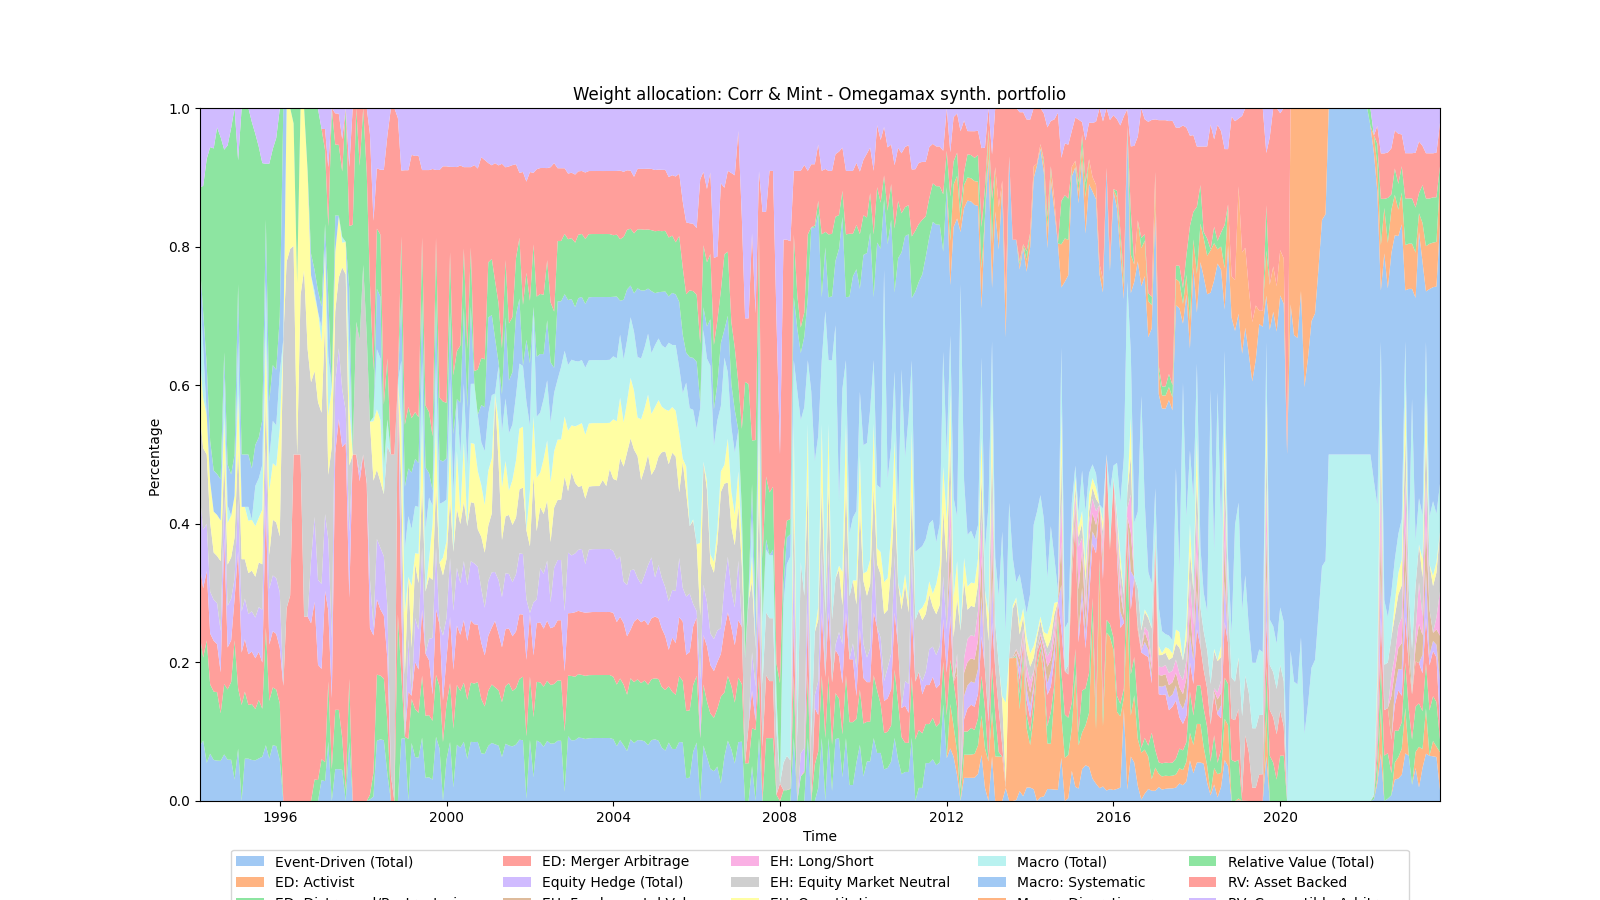 Weight allocation: Corr & Mint - Omegamax synth. portfolio
1.0
0.8
0.6
0.4
0.2
0.0
Percentage
1996 2000 2004 2008 2012 2016 2020
Time
Event-Driven (Total) ED: Merger Arbitrage EH: Long/Short Macro (Total) Relative Value (Total)
ED: Activist Equity Hedge (Total) EH: Equity Market Neutral Macro: Systematic RV: Asset Backed